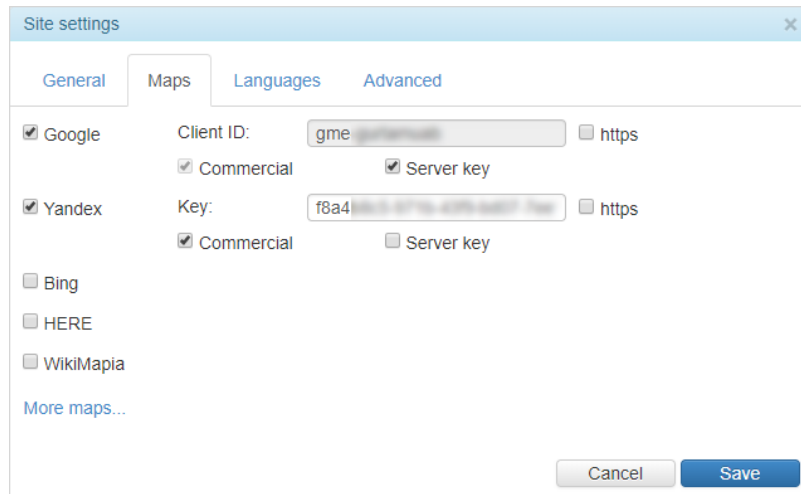 Site settings
General Maps Languages Advanced
Google Client ID: gme https
Commercial Server key
Yandex Key: f8a4 https
Commercial Server key
Bing
HERE
WikiMapia
More maps...
Cancel Save